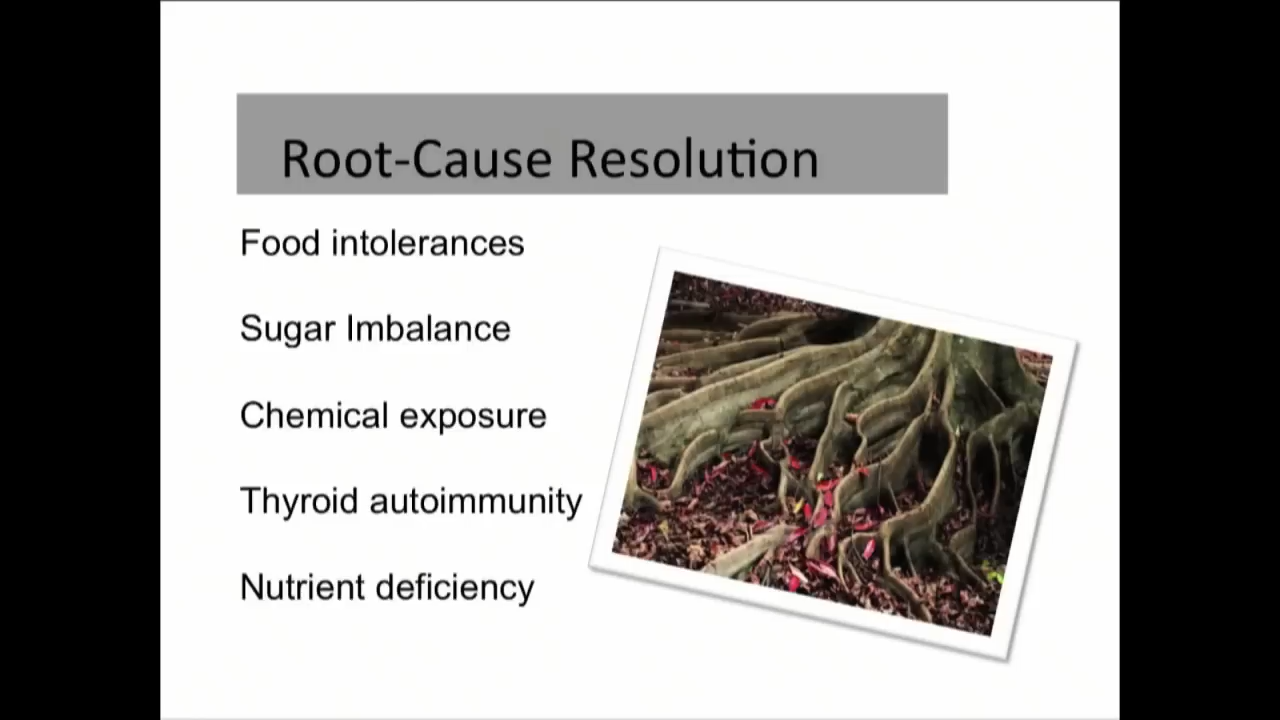 Root-Cause Resolution
Food intolerances
Sugar Imbalance
Chemical exposure
Thyroid autoimmunity
Nutrient deficiency